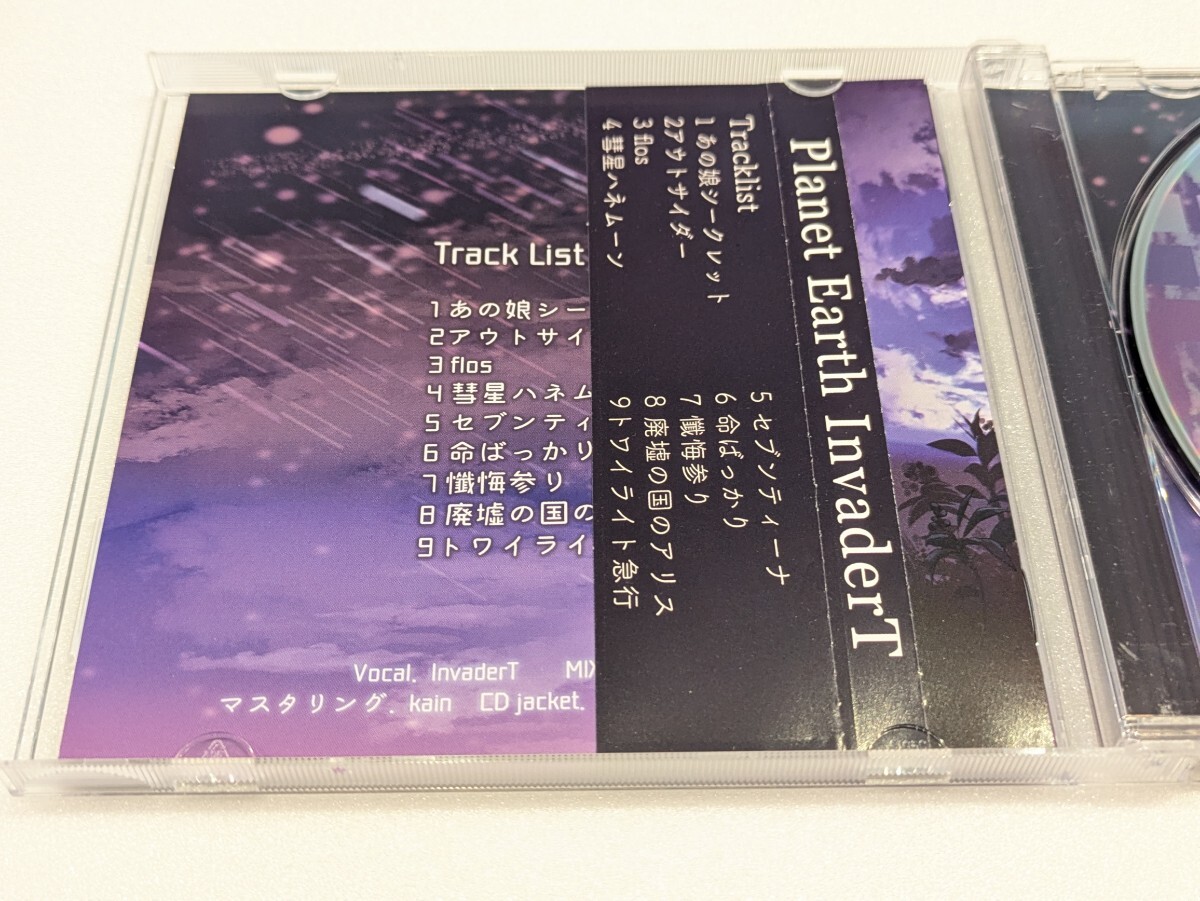 Track List
1 あの娘シー
2アウトサイ
3 flos
4 彗星ハネム
5 セブンティ
6 命ばっかり
7 懺悔参り
8 廃墟の国の
9トワイライ
Vocal. InvaderT MIX
マスタリング. kain CD jacket.
Tracklist
1 あの娘シークレット
2アウトサイダー
3 flos
4 彗星ハネムーン
5 セブンティーナ
6 命ばっかり
7 懺悔参り
8 廃墟の国のアリス
9トワイライト急行
Planet Earth InvaderT